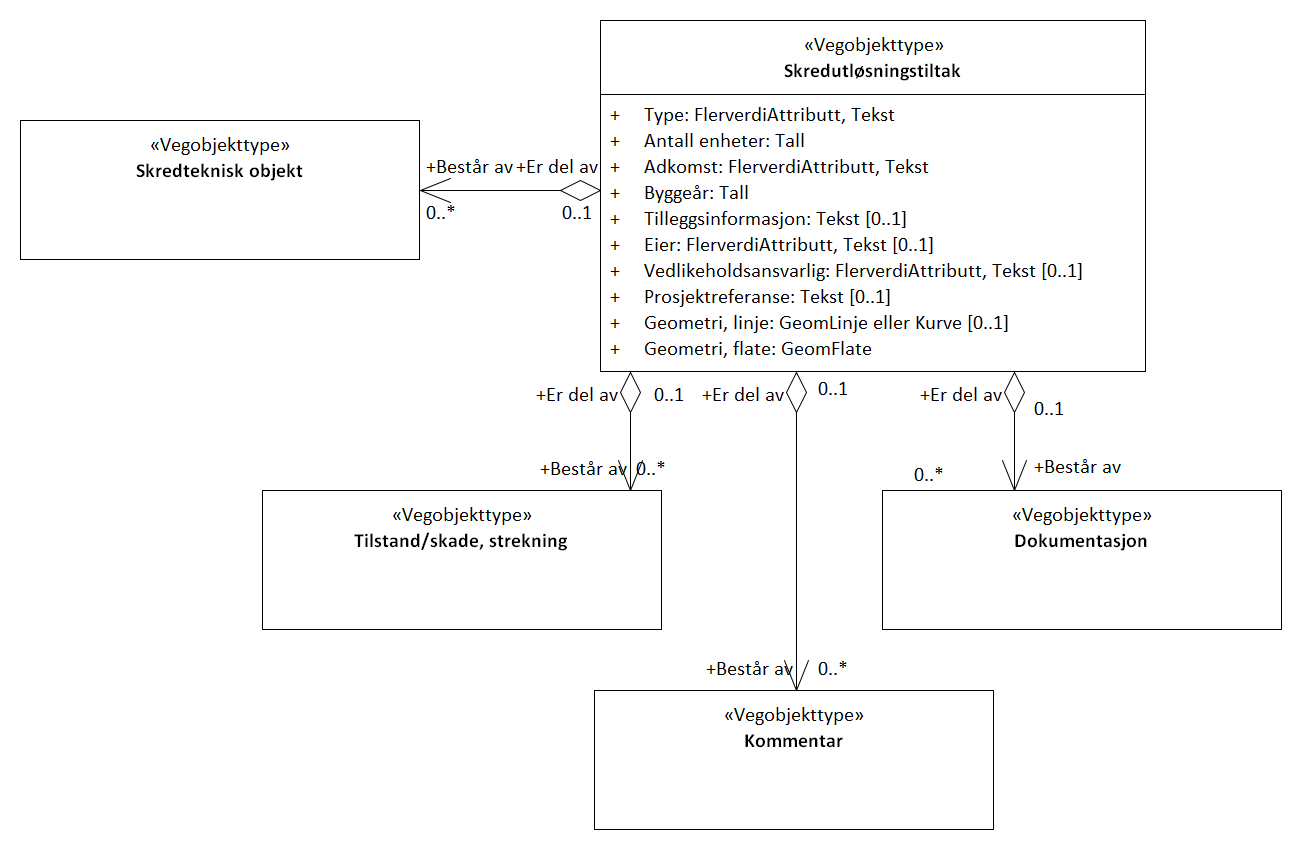 «Vegobjekttype»
Skredutløsningstiltak
+ Type: FlerverdiAttributt, Tekst
+ Antall enheter: Tall
+ Adkomst: FlerverdiAttributt, Tekst
+ Byggeår: Tall
+ Tilleggsinformasjon: Tekst [0..1]
+ Eier: FlerverdiAttributt, Tekst [0..1]
+ Vedlikeholdsansvarlig: FlerverdiAttributt, Tekst [0..1]
+ Prosjektreferanse: Tekst [0..1]
+ Geometri, linje: GeomLinje eller Kurve [0..1]
+ Geometri, flate: GeomFlate
«Vegobjekttype»
Skredteknisk objekt
+Består av +Er del av
0..* 0..1
+Er del av 0..1 +Er del av 0..1 +Er del av 0..1
+Består av 0..* 0..* +Består av
«Vegobjekttype»
Tilstand/skade, strekning
«Vegobjekttype»
Dokumentasjon
+Består av 0..*
«Vegobjekttype»
Kommentar